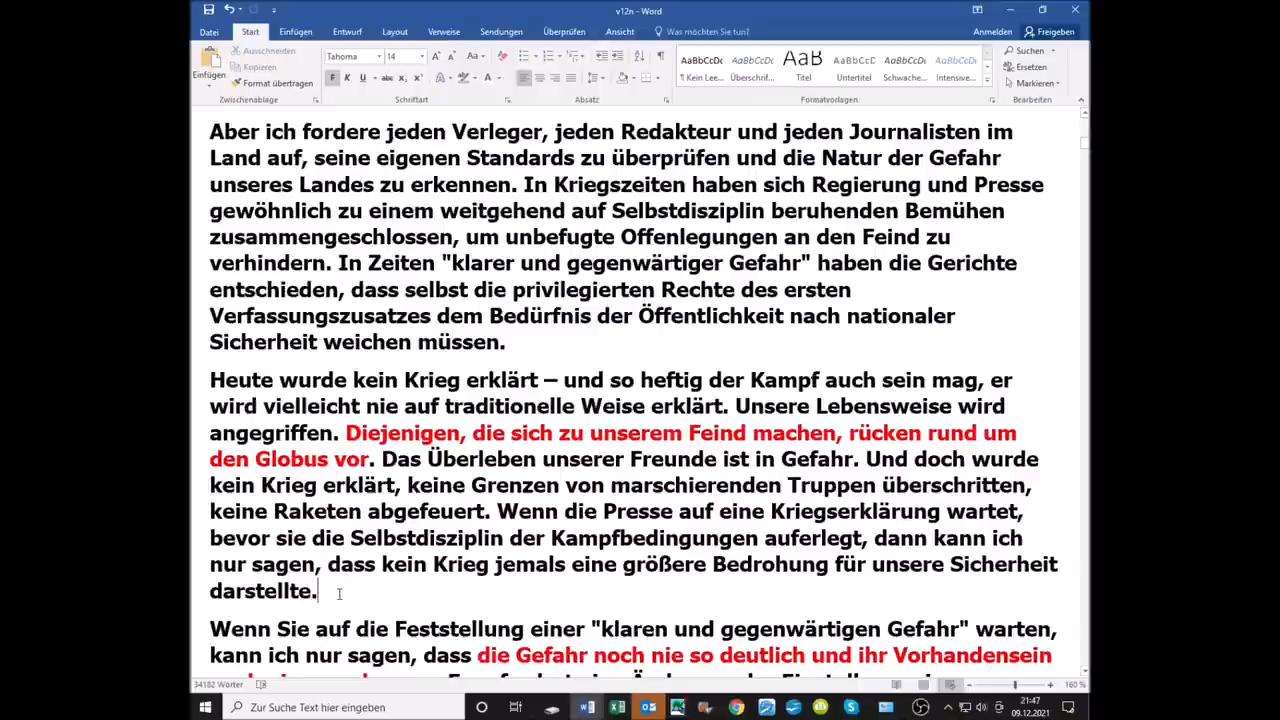 v12n - Word
Datei Start Einfügen Entwurf Layout Verweise Sendungen Überprüfen Ansicht Was möchten Sie tun? Anmelden Freigeben
Einfügen
Ausschneiden
Kopieren
Format übertragen
Zwischenablage
Tahoma 14
Schriftart
Absatz
AaBbCcDc AaBbCcDc AaB AaBbCcD AaBbCcDc AaBbCcDc
¶ Kein Lee... Überschrif... Titel Untertitel Schwache... Intensive...
Formatvorlagen
Suchen
Ersetzen
Markieren
Bearbeiten
Aber ich fordere jeden Verleger, jeden Redakteur und jeden Journalisten im
Land auf, seine eigenen Standards zu überprüfen und die Natur der Gefahr
unseres Landes zu erkennen. In Kriegszeiten haben sich Regierung und Presse
gewöhnlich zu einem weitgehend auf Selbstdisziplin beruhenden Bemühen
zusammengeschlossen, um unbefugte Offenlegungen an den Feind zu
verhindern. In Zeiten "klarer und gegenwärtiger Gefahr" haben die Gerichte
entschieden, dass selbst die privilegierten Rechte des ersten
Verfassungszusatzes dem Bedürfnis der Öffentlichkeit nach nationaler
Sicherheit weichen müssen.
Heute wurde kein Krieg erklärt – und so heftig der Kampf auch sein mag, er
wird vielleicht nie auf traditionelle Weise erklärt. Unsere Lebensweise wird
angegriffen. Diejenigen, die sich zu unserem Feind machen, rücken rund um
den Globus vor. Das Überleben unserer Freunde ist in Gefahr. Und doch wurde
kein Krieg erklärt, keine Grenzen von marschierenden Truppen überschritten,
keine Raketen abgefeuert. Wenn die Presse auf eine Kriegserklärung wartet,
bevor sie die Selbstdisziplin der Kampfbedingungen auferlegt, dann kann ich
nur sagen, dass kein Krieg jemals eine größere Bedrohung für unsere Sicherheit
darstellte.
Wenn Sie auf die Feststellung einer "klaren und gegenwärtigen Gefahr" warten,
kann ich nur sagen, dass die Gefahr noch nie so deutlich und ihr Vorhandensein
34182 Wörter
160 %
Zur Suche Text hier eingeben
21:47
09.12.2021